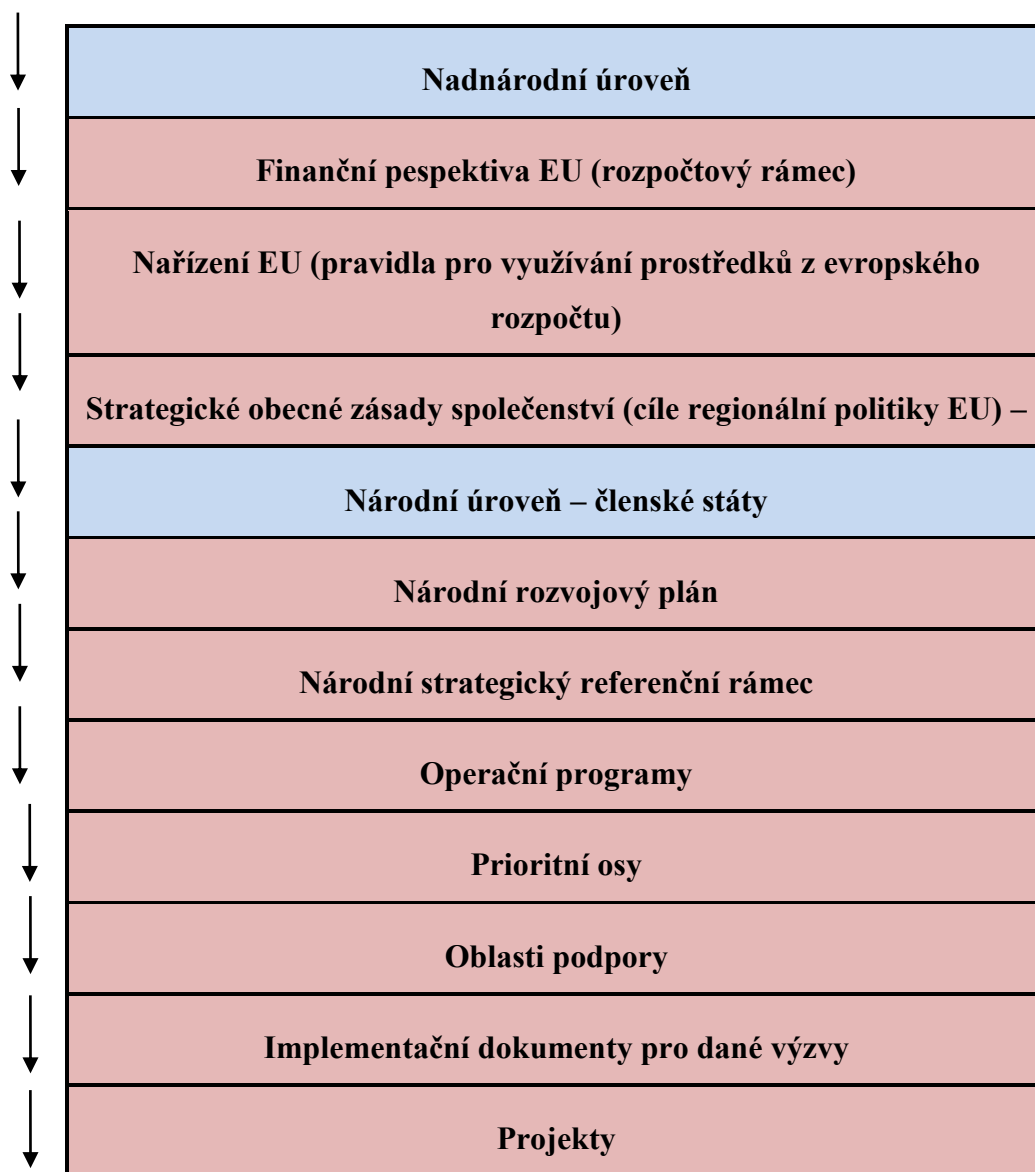 Nadnárodní úroveň
Finanční pespektiva EU (rozpočtový rámec)
Nařízení EU (pravidla pro využívání prostředků z evropského
rozpočtu)
Strategické obecné zásady společenství (cíle regionální politiky EU) –
Národní úroveň – členské státy
Národní rozvojový plán
Národní strategický referenční rámec
Operační programy
Prioritní osy
Oblasti podpory
Implementační dokumenty pro dané výzvy
Projekty